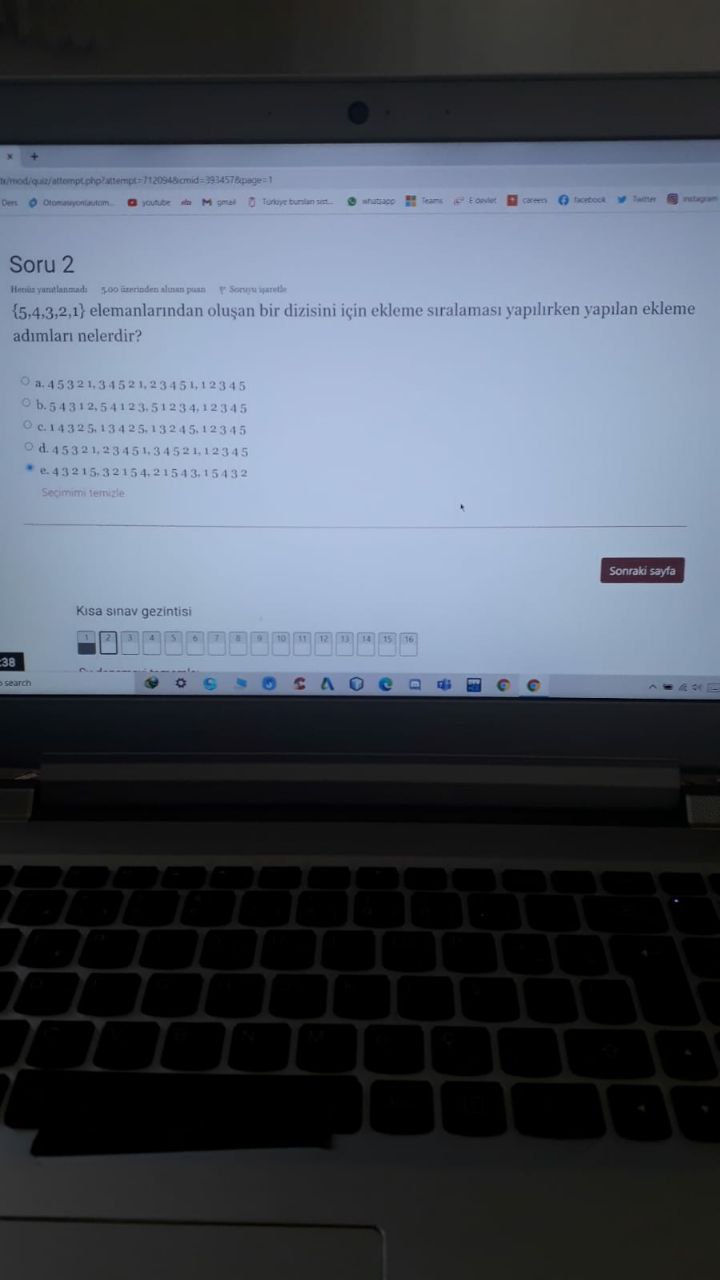 tr/mod/quiz/attempt.php?attempt=712094&cmid=393457&page=1
Ders Otomasyon|autom... youtube gmail Türkiye bursları sist... whatsapp Teams E devlet careers facebook Twitter instagram
Soru 2
Henüz yanıtlanmadı 5,00 üzerinden alınan puan Soruyu işaretle
{5,4,3,2,1} elemanlarından oluşan bir dizisini için ekleme sıralaması yapılırken yapılan ekleme
adımları nelerdir?
a. 4 5 3 2 1, 3 4 5 2 1, 2 3 4 5 1, 1 2 3 4 5
b. 5 4 3 1 2, 5 4 1 2 3, 5 1 2 3 4, 1 2 3 4 5
c. 1 4 3 2 5, 1 3 4 2 5, 1 3 2 4 5, 1 2 3 4 5
d. 4 5 3 2 1, 2 3 4 5 1, 3 4 5 2 1, 1 2 3 4 5
e. 4 3 2 1 5, 3 2 1 5 4, 2 1 5 4 3, 1 5 4 3 2
Seçimimi temizle
Sonraki sayfa
Kısa sınav gezintisi
1 2 3 4 5 6 7 8 9 10 11 12 13 14 15 16
:38
search